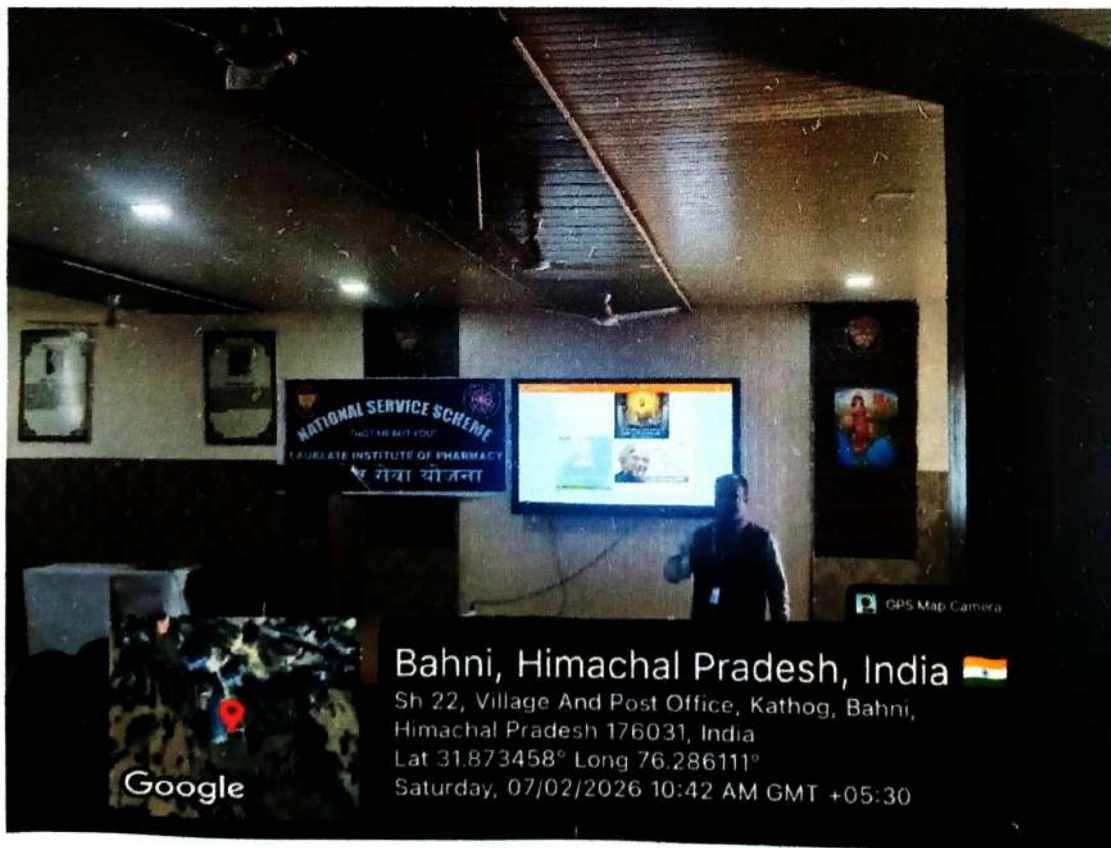 NATIONAL SERVICE SCHEME
"NOT ME BUT YOU"
LAUREATE INSTITUTE OF PHARMACY
सेवा योजना
GPS Map Camera
Bahni, Himachal Pradesh, India
Sh 22, Village And Post Office, Kathog, Bahni,
Himachal Pradesh 176031, India
Lat 31.873458° Long 76.286111°
Saturday, 07/02/2026 10:42 AM GMT +05:30
Google